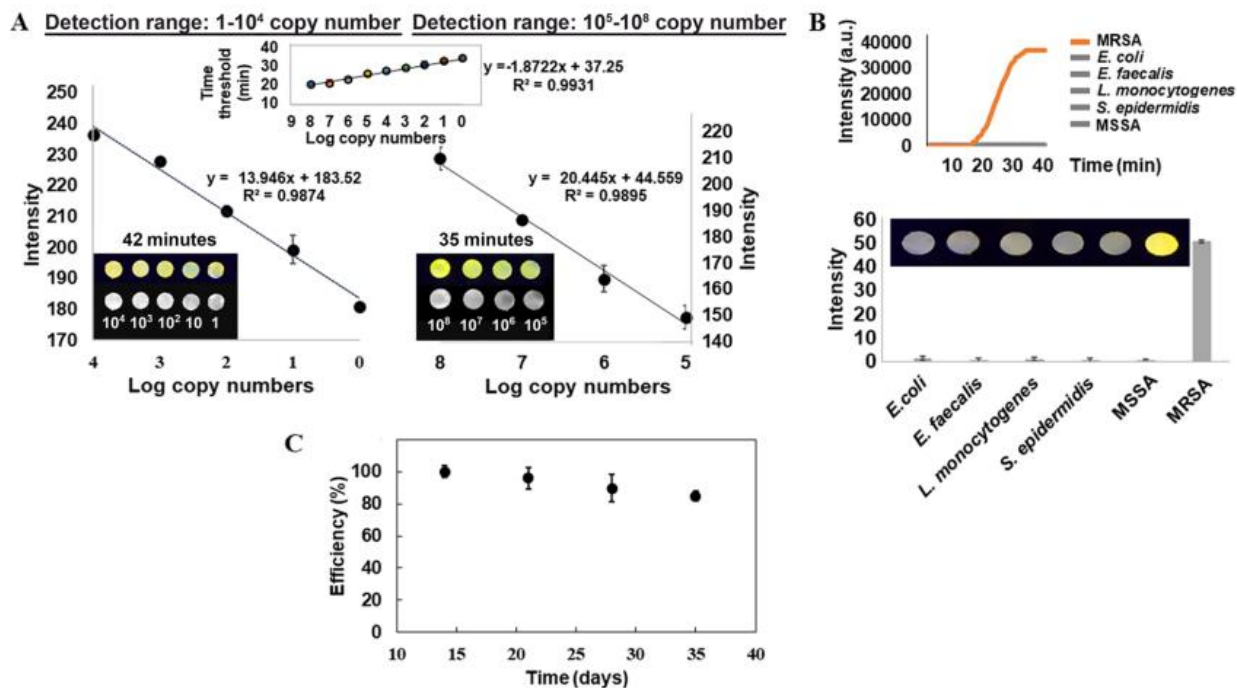 A
Detection range: 1-10⁴ copy number
Detection range: 10⁵-10⁸ copy number
Time threshold (min)
40
30
20
10
9 8 7 6 5 4 3 2 1 0
Log copy numbers
y =-1.8722x + 37.25
R² = 0.9931
Intensity
250
240
230
220
210
200
190
180
170
y = 13.946x + 183.52
R² = 0.9874
42 minutes
10⁴ 10³ 10² 10 1
4 3 2 1 0
Log copy numbers
y = 20.445x + 44.559
R² = 0.9895
35 minutes
10⁸ 10⁷ 10⁶ 10⁵
8 7 6 5
Log copy numbers
220
210
200
190
180
170
160
150
140
Intensity
B
Intensity (a.u.)
40000
30000
20000
10000
0
10 20 30 40
Time (min)
MRSA
E. coli
E. faecalis
L. monocytogenes
S. epidermidis
MSSA
Intensity
60
50
40
30
20
10
0
E.coli
E. faecalis
L. monocytogenes
S. epidermidis
MSSA
MRSA
C
Efficiency (%)
100
80
60
40
20
0
10 15 20 25 30 35 40
Time (days)